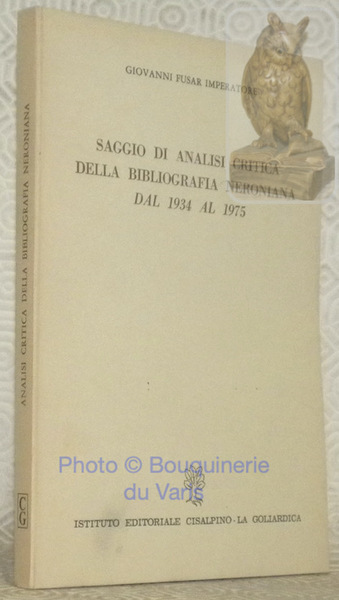 GIOVANNI FUSAR IMPERATORE
SAGGIO DI ANALISI CRITICA
DELLA BIBLIOGRAFIA NERONIANA
DAL 1934 AL 1975
ISTITUTO EDITORIALE CISALPINO - LA GOLIARDICA
ANALISI CRITICA DELLA BIBLIOGRAFIA NERONIANA
CG
Photo © Bouquinerie
du Varis